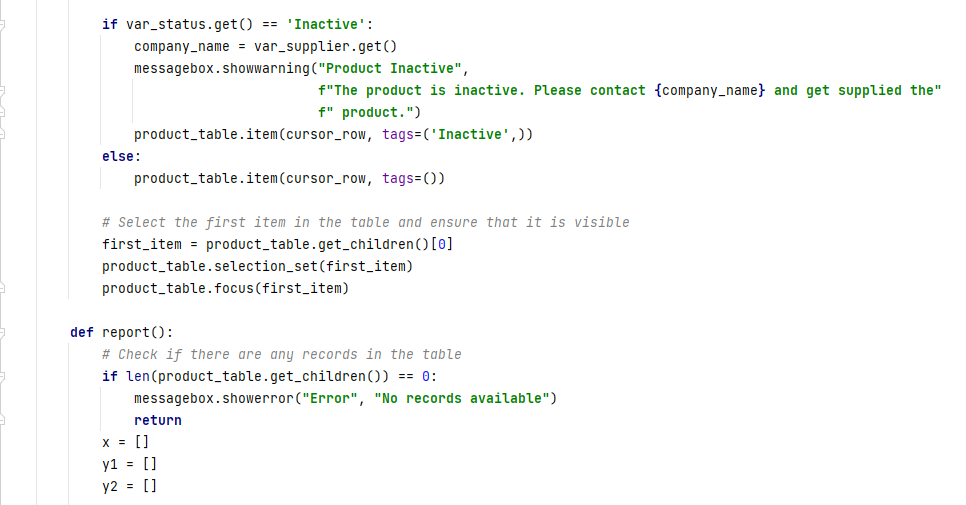 if var_status.get() == 'Inactive':
company_name = var_supplier.get()
messagebox.showwarning("Product Inactive",
f"The product is inactive. Please contact {company_name} and get supplied the"
f" product.")
product_table.item(cursor_row, tags=('Inactive',))
else:
product_table.item(cursor_row, tags=())
# Select the first item in the table and ensure that it is visible
first_item = product_table.get_children()[0]
product_table.selection_set(first_item)
product_table.focus(first_item)
def report():
# Check if there are any records in the table
if len(product_table.get_children()) == 0:
messagebox.showerror("Error", "No records available")
return
x = []
y1 = []
y2 = []